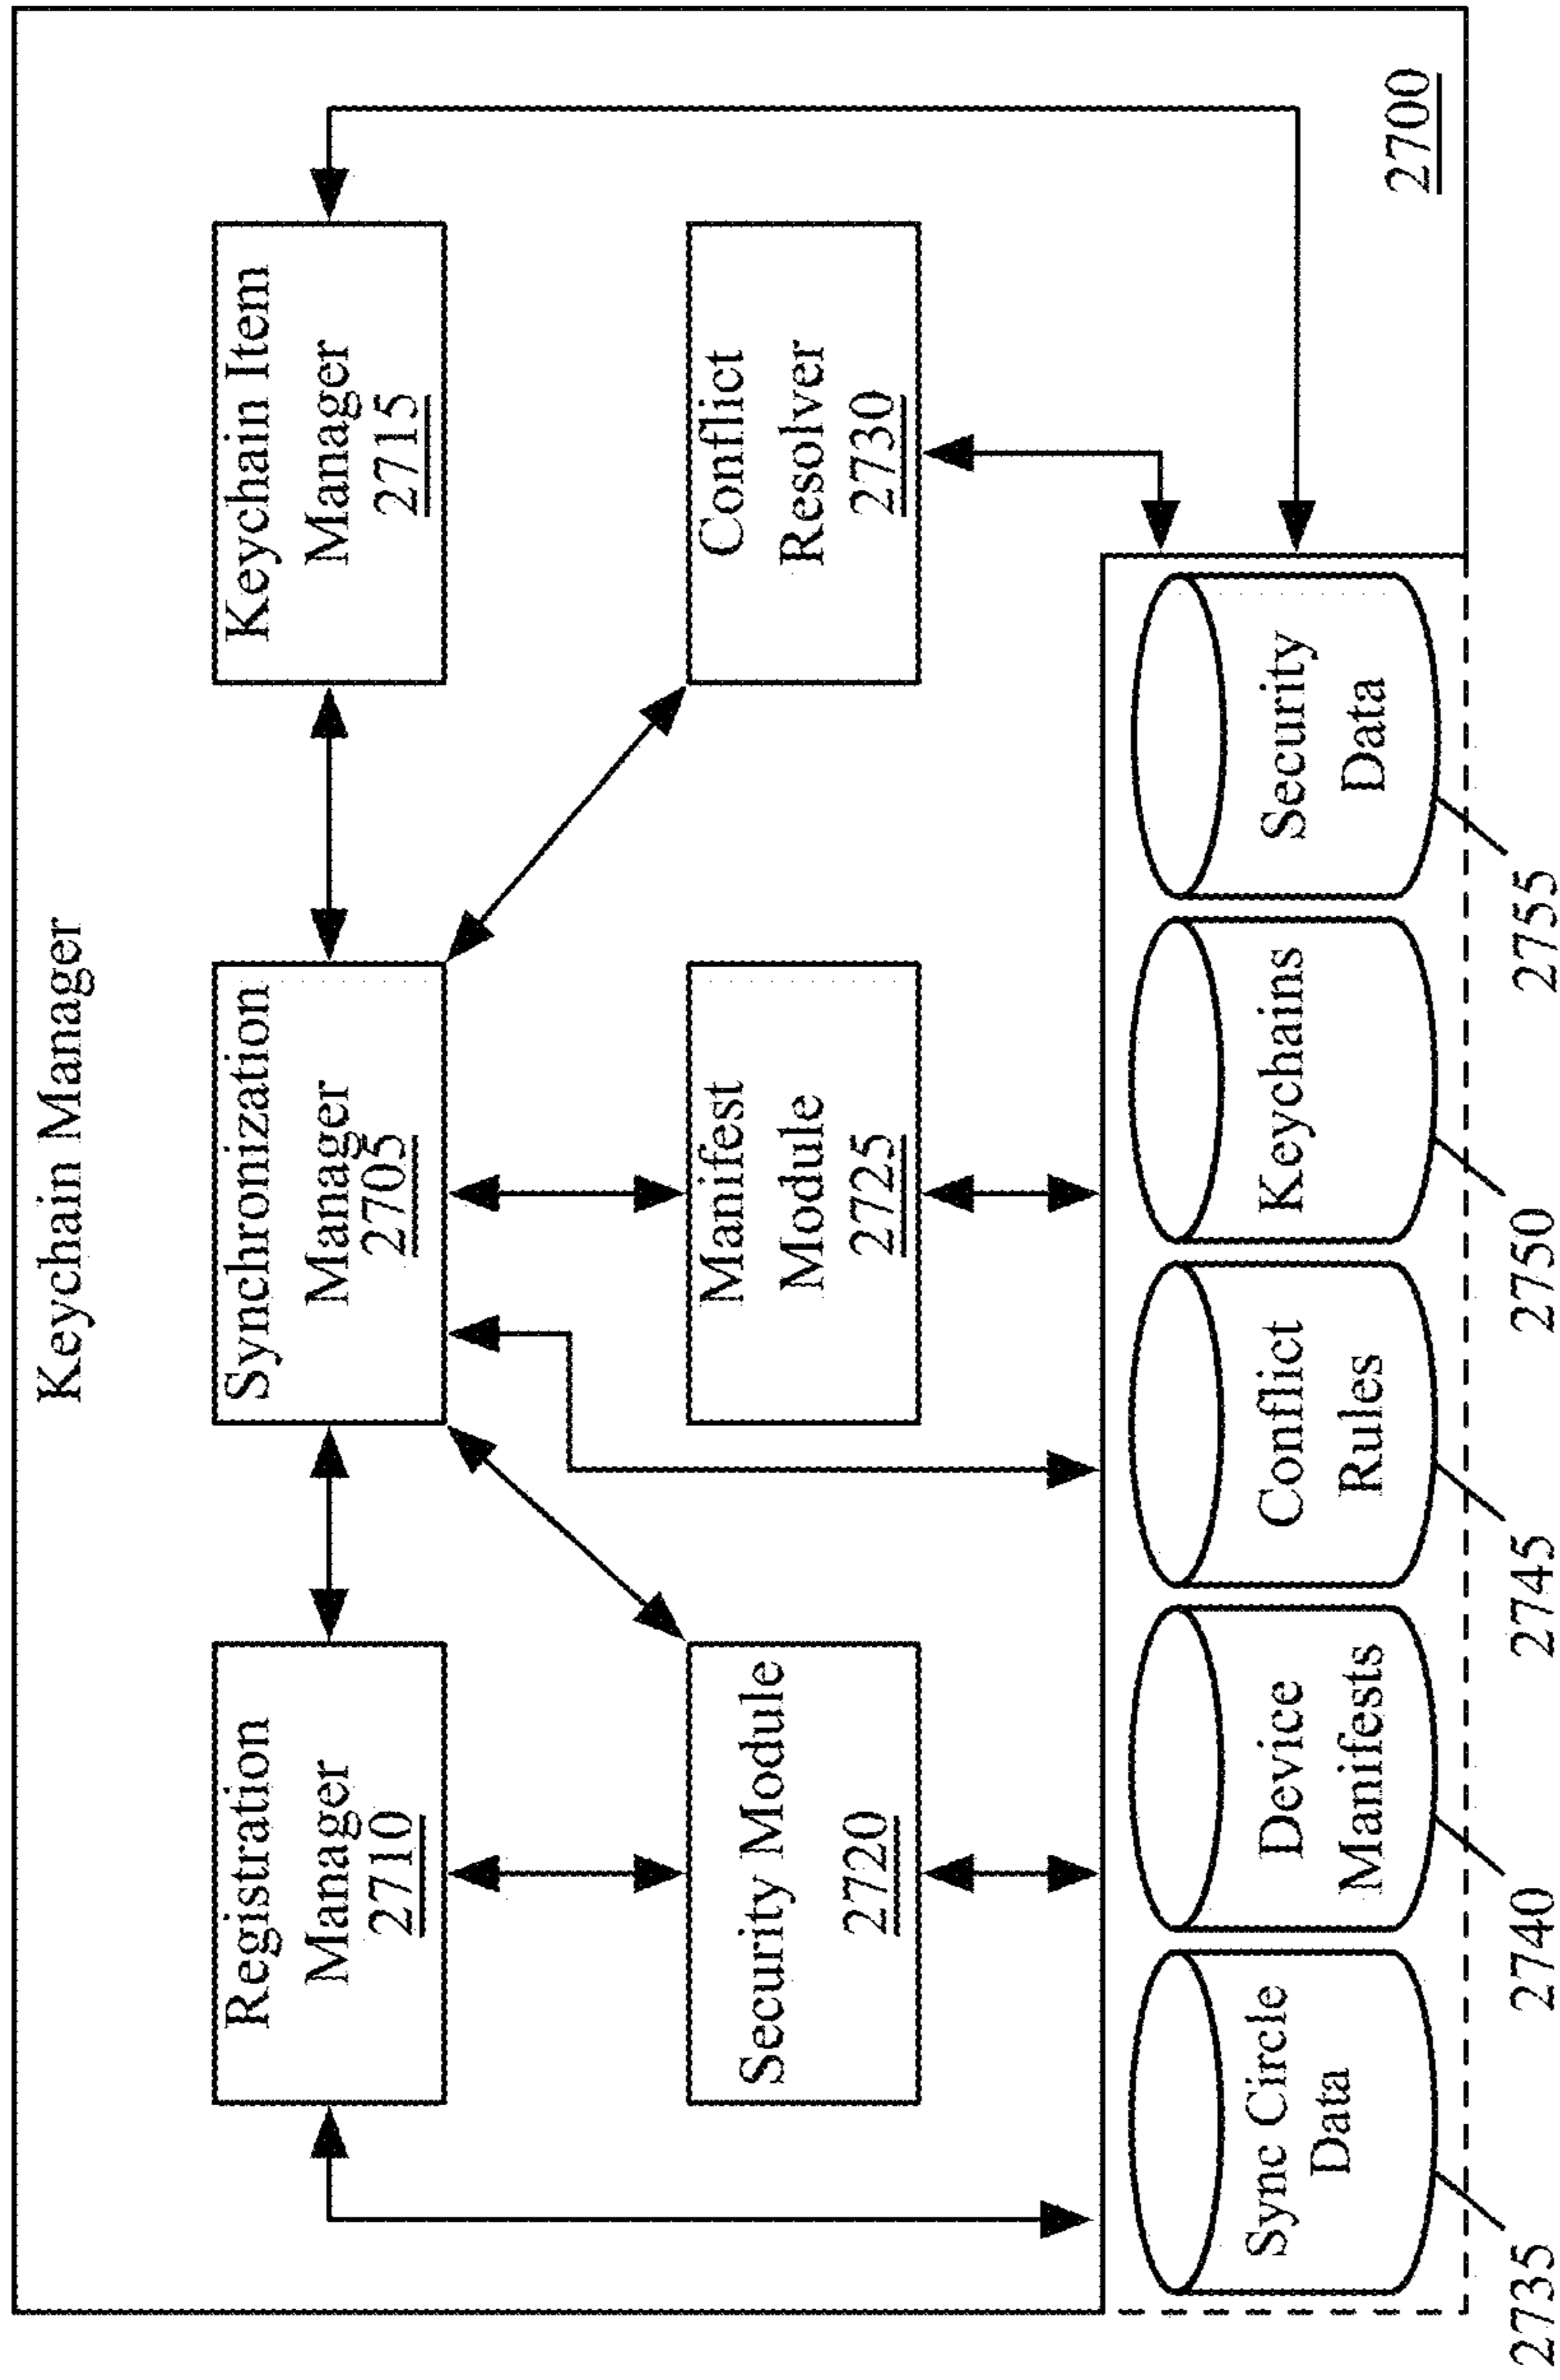 Keychain Manager
Registration
Manager
2710
Synchronization
Manager
2705
Keychain Item
Manager
2715
Security Module
2720
Manifest
Module
2725
Conflict
Resolver
2730
Sync Circle
Data
Device
Manifests
Conflict
Rules
Keychains
Security
Data
2700
2735
2740
2745
2750
2755